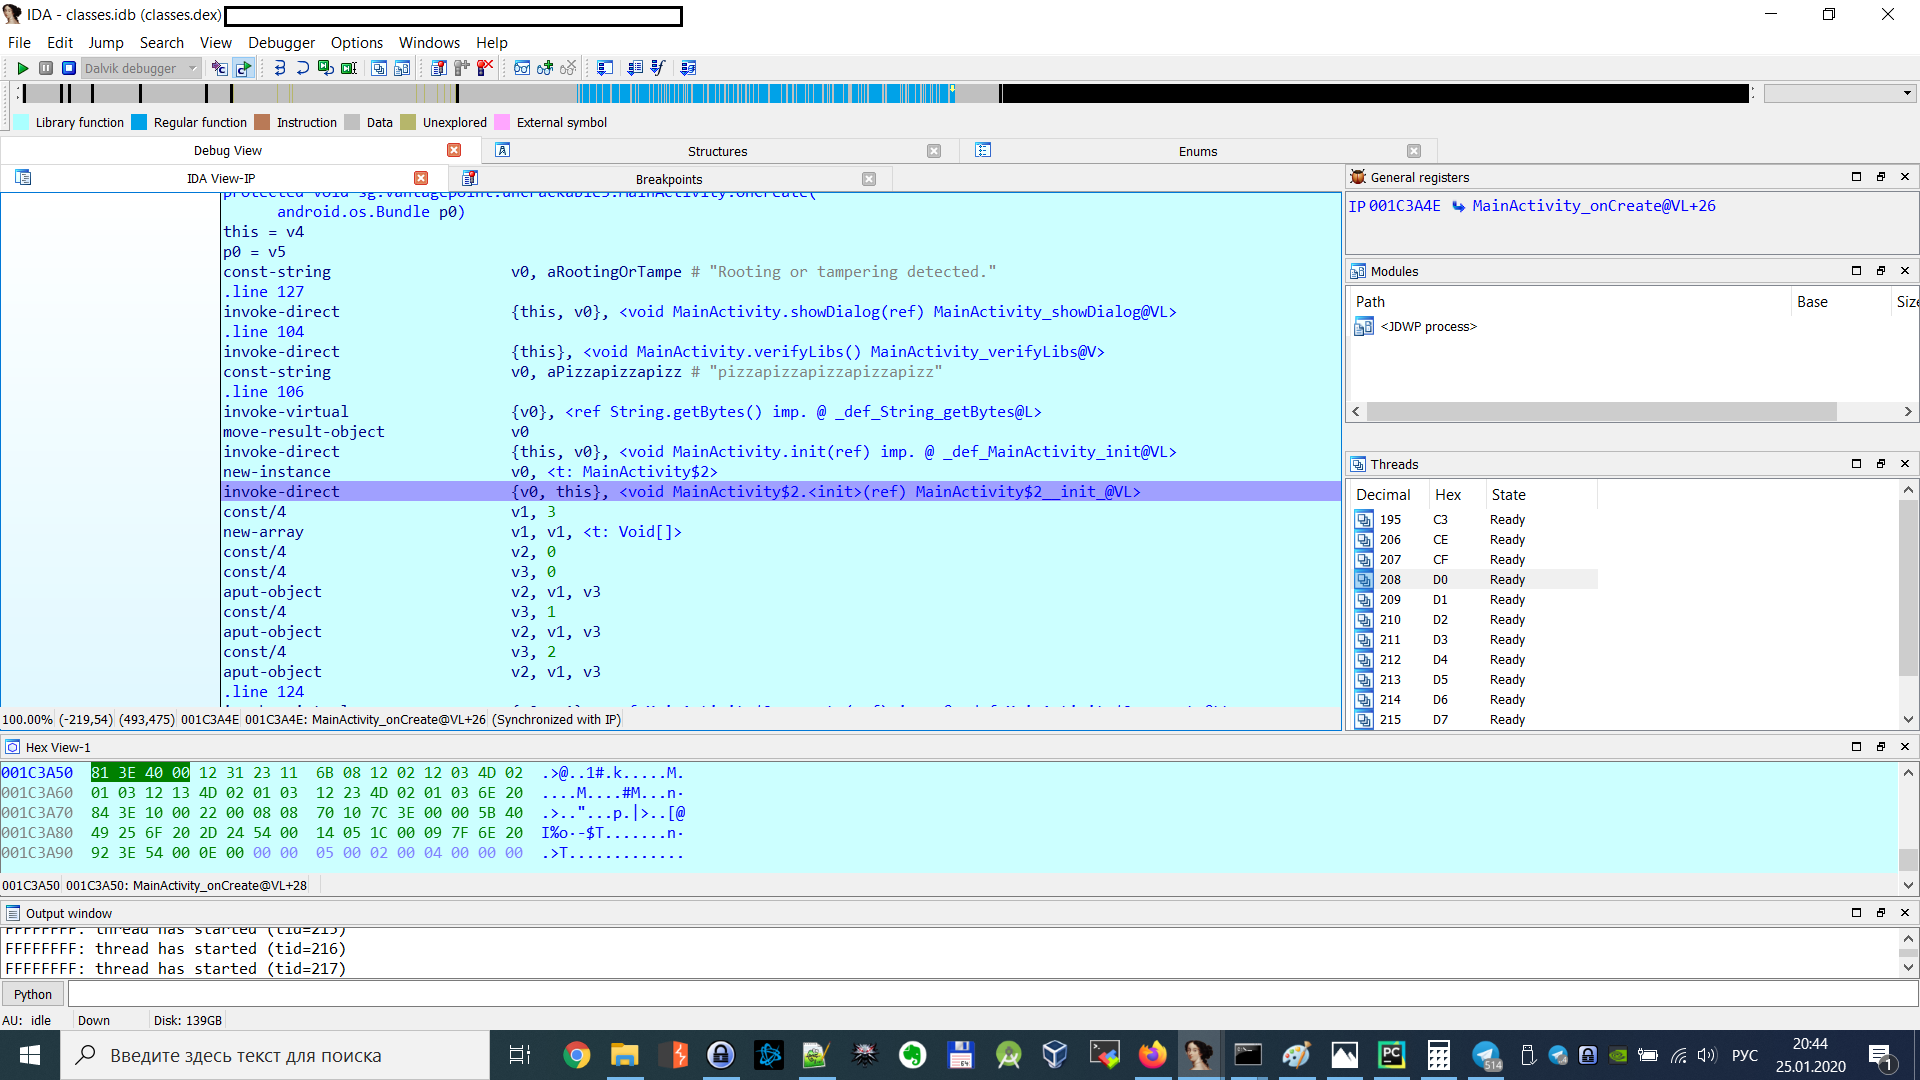 IDA - classes.idb (classes.dex)
File Edit Jump Search View Debugger Options Windows Help
Dalvik debugger
Library function Regular function Instruction Data Unexplored External symbol
Debug View Structures Enums
IDA View-IP Breakpoints
protected void sg.vantagepoint.uncrackable3.MainActivity.onCreate(
android.os.Bundle p0)
this = v4
p0 = v5
const-string v0, aRootingOrTampe # "Rooting or tampering detected."
.line 127
invoke-direct {this, v0}, <void MainActivity.showDialog(ref) MainActivity_showDialog@VL>
.line 104
invoke-direct {this}, <void MainActivity.verifyLibs() MainActivity_verifyLibs@V>
const-string v0, aPizzapizzapizz # "pizzapizzapizzapizzapizz"
.line 106
invoke-virtual {v0}, <ref String.getBytes() imp. @ _def_String_getBytes@L>
move-result-object v0
invoke-direct {this, v0}, <void MainActivity.init(ref) imp. @ _def_MainActivity_init@VL>
new-instance v0, <t: MainActivity$2>
invoke-direct {v0, this}, <void MainActivity$2.<init>(ref) MainActivity$2__init_@VL>
const/4 v1, 3
new-array v1, v1, <t: Void[]>
const/4 v2, 0
const/4 v3, 0
aput-object v2, v1, v3
const/4 v3, 1
aput-object v2, v1, v3
const/4 v3, 2
aput-object v2, v1, v3
.line 124
100.00% (-219,54) (493,475) 001C3A4E 001C3A4E: MainActivity_onCreate@VL+26 (Synchronized with IP)
General registers
IP 001C3A4E MainActivity_onCreate@VL+26
Modules
Path Base Size
<JDWP process>
Threads
Decimal Hex State
195 C3 Ready
206 CE Ready
207 CF Ready
208 D0 Ready
209 D1 Ready
210 D2 Ready
211 D3 Ready
212 D4 Ready
213 D5 Ready
214 D6 Ready
215 D7 Ready
Hex View-1
001C3A50 81 3E 40 00 12 31 23 11 6B 08 12 02 12 03 4D 02 .>@..1#.k.....M.
001C3A60 01 03 12 13 4D 02 01 03 12 23 4D 02 01 03 6E 20 ....M....#M...n·
001C3A70 84 3E 10 00 22 00 08 08 70 10 7C 3E 00 00 5B 40 .>.."...p.|>..[@
001C3A80 49 25 6F 20 2D 24 54 00 14 05 1C 00 09 7F 6E 20 I%o·-$T.......n·
001C3A90 92 3E 54 00 0E 00 00 00 05 00 02 00 04 00 00 00 .>T.............
001C3A50 001C3A50: MainActivity_onCreate@VL+28
Output window
FFFFFFFF: thread has started (tid=215)
FFFFFFFF: thread has started (tid=216)
FFFFFFFF: thread has started (tid=217)
Python
AU: idle Down Disk: 139GB
Введите здесь текст для поиска
64
PC
514
РУС
20:44
25.01.2020
1